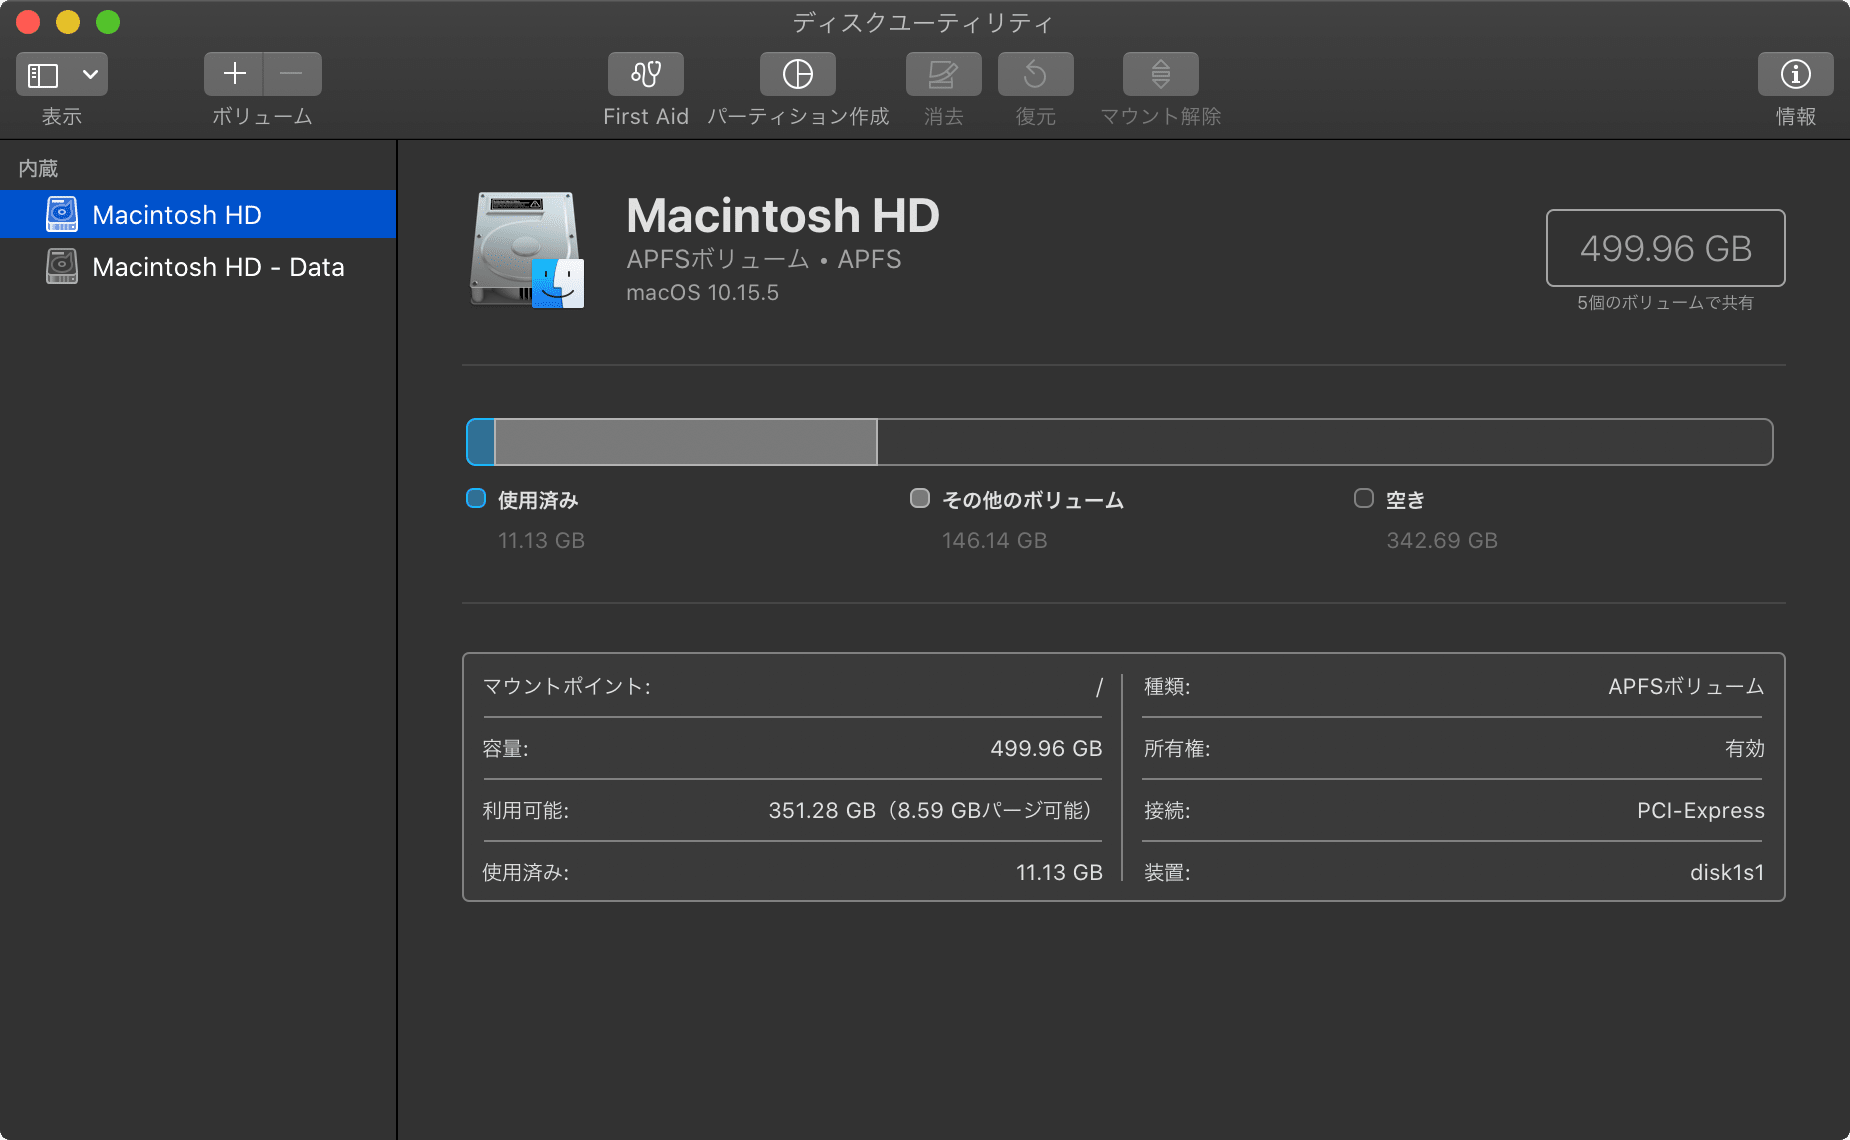 ディスクユーティリティ
表示
ボリューム
First Aid
パーティション作成
消去
復元
マウント解除
情報
内蔵
Macintosh HD
Macintosh HD - Data
Macintosh HD
APFSボリューム • APFS
macOS 10.15.5
499.96 GB
5個のボリュームで共有
使用済み
11.13 GB
その他のボリューム
146.14 GB
空き
342.69 GB
マウントポイント: /
容量: 499.96 GB
利用可能: 351.28 GB（8.59 GBパージ可能）
使用済み: 11.13 GB
種類: APFSボリューム
所有権: 有効
接続: PCI-Express
装置: disk1s1